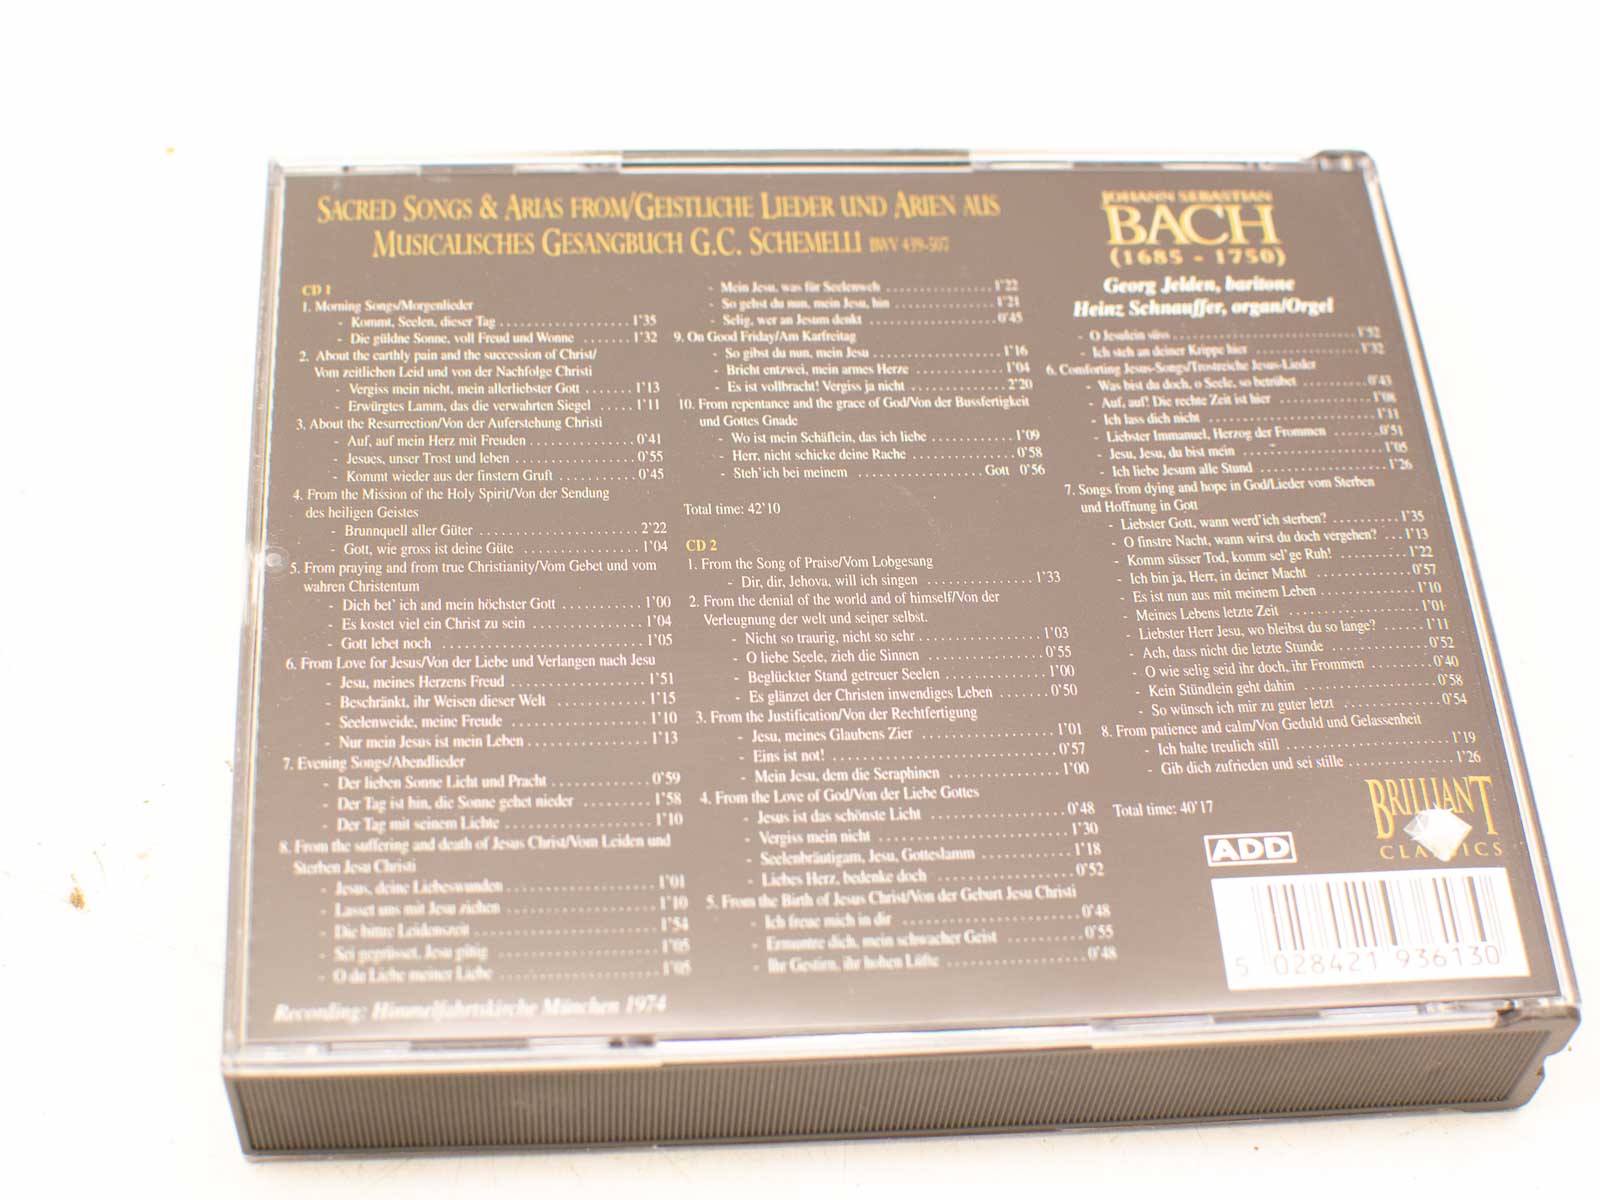 SACRED SONGS & ARIAS FROM/GEISTLICHE LIEDER UND ARIEN AUS
MUSICALISCHES GESANGBUCH G.C. SCHEMELLI BWV 439-507
CD 1
1. Morning Songs/Morgenlieder
- Kommt, Seelen, dieser Tag 1'35
- Die güldne Sonne, voll Freud und Wonne 1'32
2. About the earthly pain and the succession of Christ/
Vom zeitlichen Leid und von der Nachfolge Christi
- Vergiss mein nicht, mein allerliebster Gott 1'13
- Erwürgtes Lamm, das die verwahrten Siegel 1'11
3. About the Resurrection/Von der Auferstehung Christi
- Auf, auf mein Herz mit Freuden 0'41
- Jesues, unser Trost und leben 0'55
- Kommt wieder aus der finstern Gruft 0'45
4. From the Mission of the Holy Spirit/Von der Sendung
des heiligen Geistes
- Brunnquell aller Güter 2'22
- Gott, wie gross ist deine Güte 1'04
5. From praying and from true Christianity/Vom Gebet und vom
wahren Christentum
- Dich bet' ich and mein höchster Gott 1'00
- Es kostet viel ein Christ zu sein 1'04
- Gott lebet noch 1'05
6. From Love for Jesus/Von der Liebe und Verlangen nach Jesu
- Jesu, meines Herzens Freud 1'51
- Beschränkt, ihr Weisen dieser Welt 1'15
- Seelenweide, meine Freude 1'10
- Nur mein Jesus ist mein Leben 1'13
7. Evening Songs/Abendlieder
- Der lieben Sonne Licht und Pracht 0'59
- Der Tag ist hin, die Sonne gehet nieder 1'58
- Der Tag mit seinem Lichte 1'10
8. From the suffering and death of Jesus Christ/Vom Leiden und
Sterben Jesu Christi
- Jesus, deine Liebeswunden 1'01
- Lasset uns mit Jesu ziehen 1'10
- Die bittre Leidenszeit 1'54
- Sei gegrüsset, Jesu gütig 1'05
- O du Liebe meiner Liebe 1'05
Recording: Himmelfahrtskirche München 1974
- Mein Jesu, was für Seelenweh 1'22
- So gehst du nun, mein Jesu, hin 1'21
- Selig, wer an Jesum denkt 0'45
9. On Good Friday/Am Karfreitag
- So gibst du nun, mein Jesu 1'16
- Bricht entzwei, mein armes Herze 1'04
- Es ist vollbracht! Vergiss ja nicht 2'20
10. From repentance and the grace of God/Von der Bussfertigkeit
und Gottes Gnade
- Wo ist mein Schäflein, das ich liebe 1'09
- Herr, nicht schicke deine Rache 0'58
- Steh' ich bei meinem Gott 0'56
Total time: 42'10
CD 2
1. From the Song of Praise/Vom Lobgesang
- Dir, dir, Jehova, will ich singen 1'33
2. From the denial of the world and of himself/Von der
Verleugnung der welt und seiner selbst.
- Nicht so traurig, nicht so sehr 1'03
- O liebe Seele, zich die Sinnen 0'55
- Beglückter Stand getreuer Seelen 1'00
- Es glänzet der Christen inwendiges Leben 0'50
3. From the Justification/Von der Rechtfertigung
- Jesu, meines Glaubens Zier 1'01
- Eins ist not! 0'57
- Mein Jesu, dem die Seraphinen 1'00
4. From the Love of God/Von der Liebe Gottes
- Jesus ist das schönste Licht 0'48
- Vergiss mein nicht 1'30
- Seelenbräutigam, Jesu, Gotteslamm 1'18
- Liebes Herz, bedenke doch 0'52
5. From the Birth of Jesus Christ/Von der Geburt Jesu Christi
- Ich freue mich in dir 0'48
- Ermuntre dich, mein schwacher Geist 0'55
- Ihr Gestirn, ihr hohen Lüfte 0'48
JOHANN SEBASTIAN
BACH
(1685 - 1750)
Georg Jelden, baritone
Heinz Schnauffer, organ/Orgel
- O Jesulein süss 1'52
- Ich steh an deiner Krippe hier 1'32
6. Comforting Jesus-Songs/Trostreiche Jesus-Lieder
- Was bist du doch, o Seele, so betrübet 0'43
- Auf, auf! Die rechte Zeit ist hier 1'08
- Ich lass dich nicht 1'11
- Liebster Immanuel, Herzog der Frommen 0'51
- Jesu, Jesu, du bist mein 1'05
- Ich liebe Jesum alle Stund 1'26
7. Songs from dying and hope in God/Lieder vom Sterben
und Hoffnung in Gott
- Liebster Gott, wann werd' ich sterben? 1'35
- O finstre Nacht, wann wirst du doch vergehen? 1'13
- Komm süsser Tod, komm sel'ge Ruh! 1'22
- Ich bin ja, Herr, in deiner Macht 0'57
- Es ist nun aus mit meinem Leben 1'10
- Meines Lebens letzte Zeit 1'01
- Liebster Herr Jesu, wo bleibst du so lange? 1'11
- Ach, dass nicht die letzte Stunde 0'52
- O wie selig seid ihr doch, ihr Frommen 0'40
- Kein Stündlein geht dahin 0'58
- So wünsch ich mir zu guter letzt 0'54
8. From patience and calm/Von Geduld und Gelassenheit
- Ich halte treulich still 1'19
- Gib dich zufrieden und sei stille 1'26
Total time: 40'17
BRILLIANT
CLASSICS
ADD
5 028421 936130